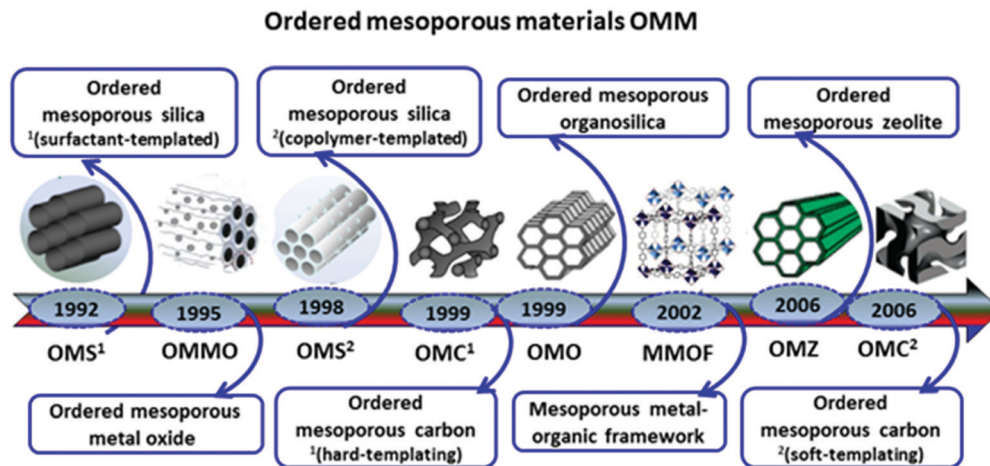 Ordered mesoporous materials OMM
Ordered
mesoporous silica
¹(surfactant-templated)
Ordered
mesoporous silica
²(copolymer-templated)
Ordered mesoporous
organosilica
Ordered
mesoporous zeolite
1992
1995
1998
1999
1999
2002
2006
2006
OMS¹
OMMO
OMS²
OMC¹
OMO
MMOF
OMZ
OMC²
Ordered mesoporous
metal oxide
Ordered
mesoporous carbon
¹(hard-templating)
Mesoporous metal-
organic framework
Ordered
mesoporous carbon
²(soft-templating)